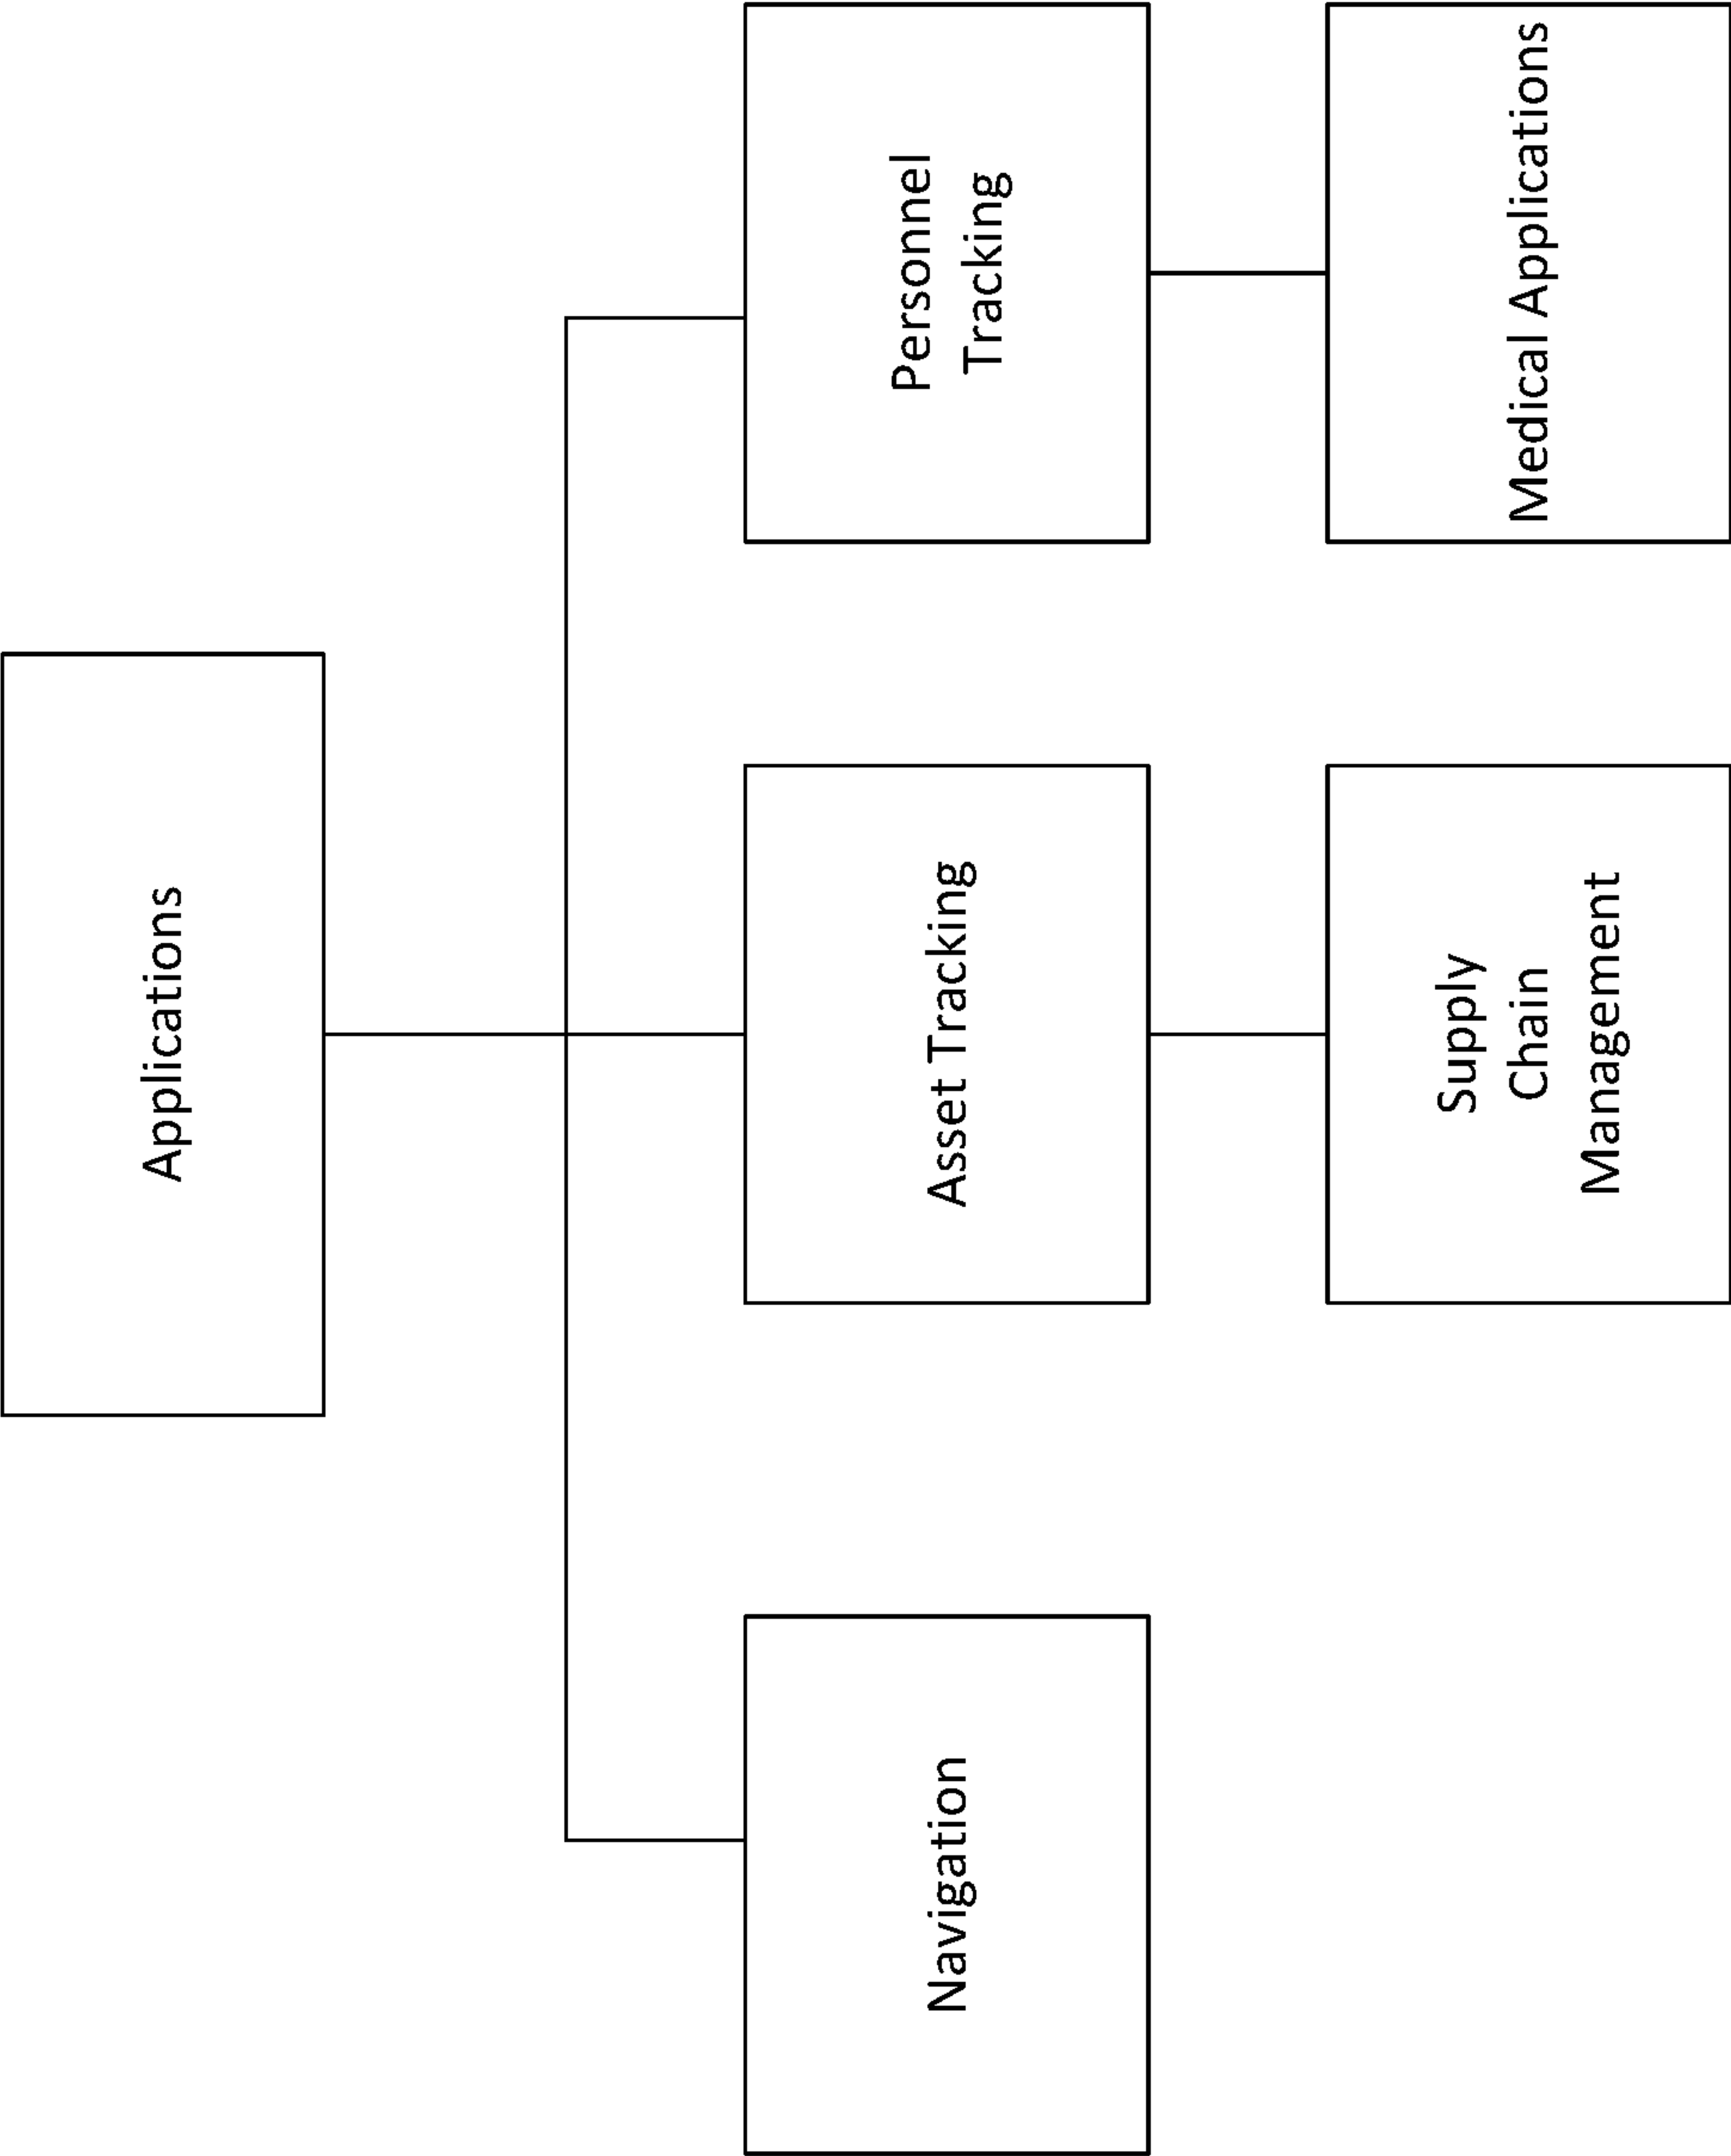 Applications
Navigation
Asset Tracking
Personnel
Tracking
Supply
Chain
Management
Medical Applications